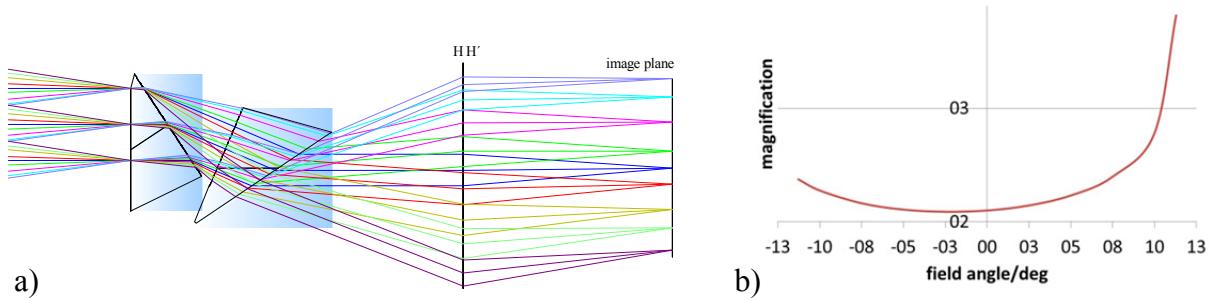 H H´
image plane
a)
b)
magnification
03
02
-13 -10 -08 -05 -03 00 03 05 08 10 13
field angle/deg